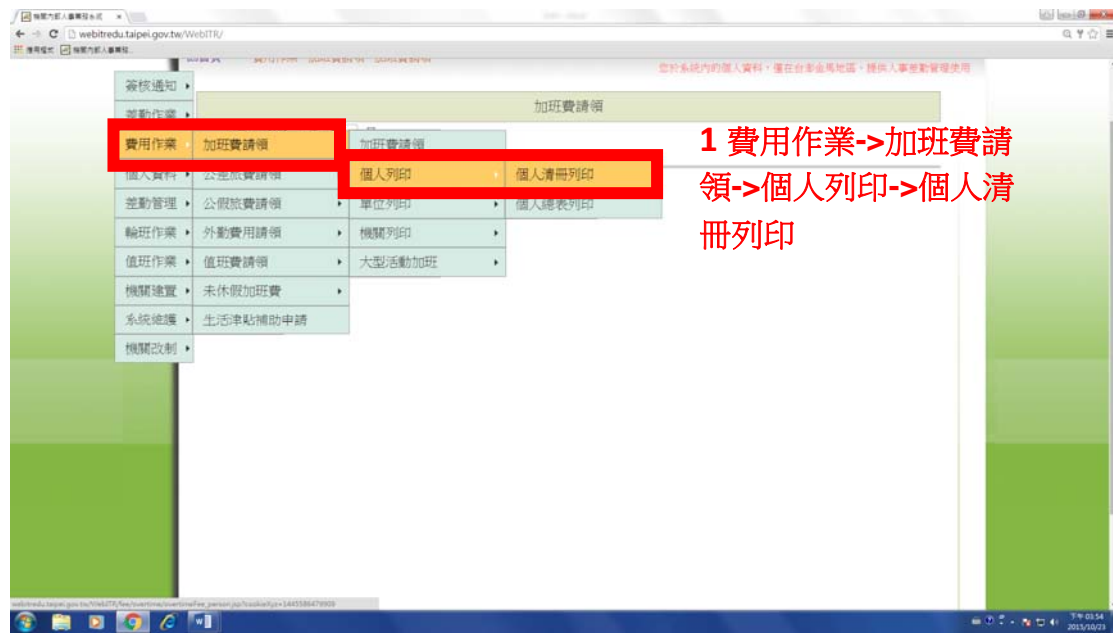 webitredu.taipei.gov.tw/WebITR/
簽核通知
加班費請領
差勤作業
費用作業 加班費請領 加班費請領
個人資料 公差旅費請領 個人列印 個人清冊列印
差勤管理 公假旅費請領 單位列印 個人總表列印
輪班作業 外勤費用請領 機關列印
值班作業 值班費請領 大型活動加班
機關建置 未休假加班費
系統維護 生活津貼補助申請
機關改制
1 費用作業->加班費請
領->個人列印->個人清
冊列印
下午 03:54
2015/10/23